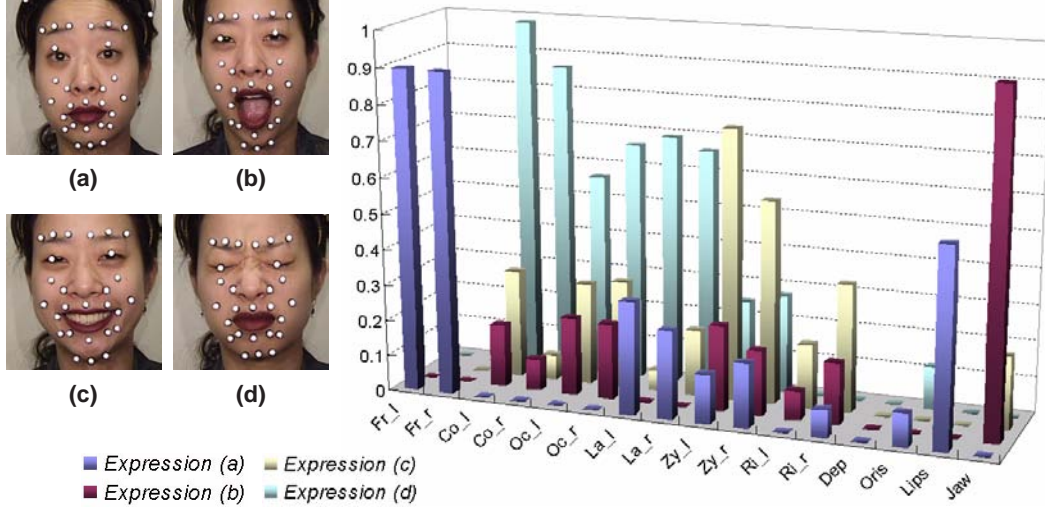 (a)
(b)
(c)
(d)
1
0.9
0.8
0.7
0.6
0.5
0.4
0.3
0.2
0.1
0
Fr_l
Fr_r
Co_l
Co_r
Oc_l
Oc_r
La_l
La_r
Zy_l
Zy_r
Ri_l
Ri_r
Dep
Oris
Lips
Jaw
Expression (a)
Expression (c)
Expression (b)
Expression (d)